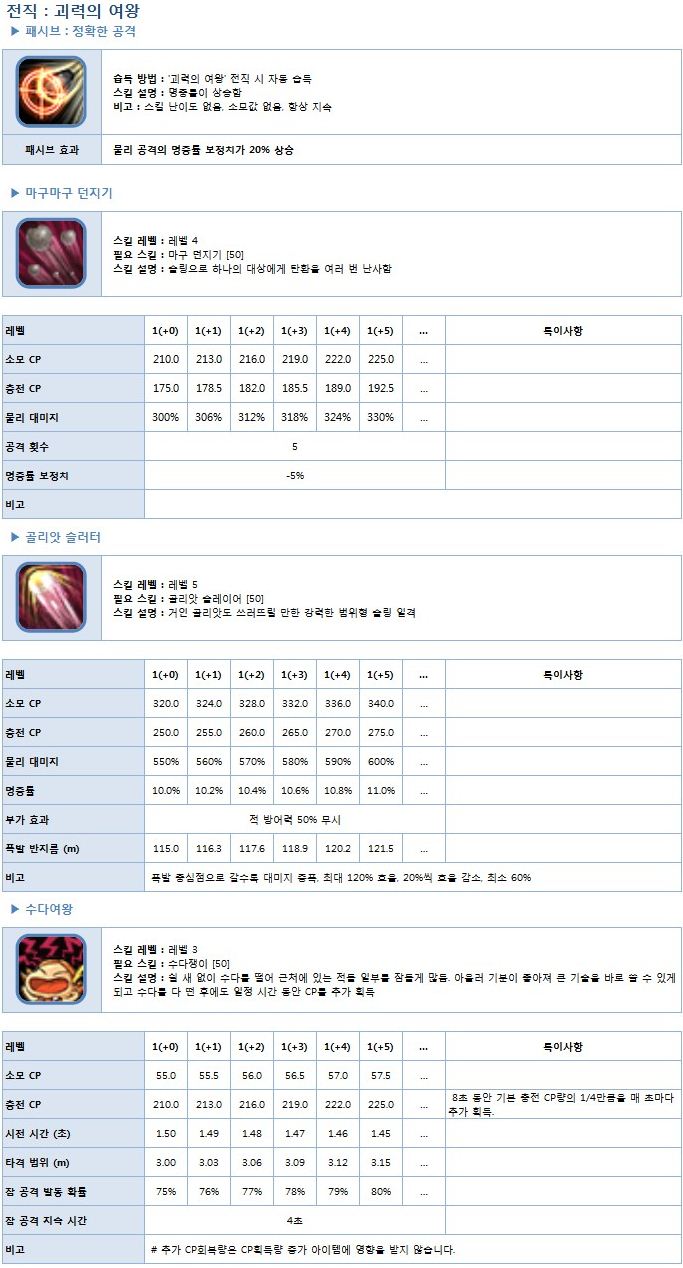 전직 : 괴력의 여왕
▶ 패시브 : 정확한 공격
습득 방법 : '괴력의 여왕' 전직 시 자동 습득
스킬 설명 : 명중률이 상승함
비고 : 스킬 난이도 없음, 소모값 없음, 항상 지속
패시브 효과 물리 공격의 명중률 보정치가 20% 상승
▶ 마구마구 던지기
스킬 레벨 : 레벨 4
필요 스킬 : 마구 던지기 [50]
스킬 설명 : 슬링으로 하나의 대상에게 탄환을 여러 번 난사함
레벨 1(+0) 1(+1) 1(+2) 1(+3) 1(+4) 1(+5) ... 특이사항
소모 CP 210.0 213.0 216.0 219.0 222.0 225.0 ...
충전 CP 175.0 178.5 182.0 185.5 189.0 192.5 ...
물리 대미지 300% 306% 312% 318% 324% 330% ...
공격 횟수 5
명중률 보정치 -5%
비고
▶ 골리앗 슬러터
스킬 레벨 : 레벨 5
필요 스킬 : 골리앗 슬레이어 [50]
스킬 설명 : 거인 골리앗도 쓰러뜨릴 만한 강력한 범위형 슬링 일격
레벨 1(+0) 1(+1) 1(+2) 1(+3) 1(+4) 1(+5) ... 특이사항
소모 CP 320.0 324.0 328.0 332.0 336.0 340.0 ...
충전 CP 250.0 255.0 260.0 265.0 270.0 275.0 ...
물리 대미지 550% 560% 570% 580% 590% 600% ...
명중률 10.0% 10.2% 10.4% 10.6% 10.8% 11.0% ...
부가 효과 적 방어력 50% 무시
폭발 반지름 (m) 115.0 116.3 117.6 118.9 120.2 121.5 ...
비고 폭발 중심점으로 갈수록 대미지 증폭, 최대 120% 효율, 20%씩 효율 감소, 최소 60%
▶ 수다여왕
스킬 레벨 : 레벨 3
필요 스킬 : 수다쟁이 [50]
스킬 설명 : 쉴 새 없이 수다를 떨어 근처에 있는 적들 일부를 잠들게 많듬. 아울러 기분이 좋아져 큰 기술을 바로 쓸 수 있게
되고 수다를 다 떤 후에도 일정 시간 동안 CP를 추가 획득
레벨 1(+0) 1(+1) 1(+2) 1(+3) 1(+4) 1(+5) ... 특이사항
소모 CP 55.0 55.5 56.0 56.5 57.0 57.5 ...
충전 CP 210.0 213.0 216.0 219.0 222.0 225.0 ... 8초 동안 기본 충전 CP량의 1/4만큼을 매 초마다
추가 획득.
시전 시간 (초) 1.50 1.49 1.48 1.47 1.46 1.45 ...
타격 범위 (m) 3.00 3.03 3.06 3.09 3.12 3.15 ...
잠 공격 발동 확률 75% 76% 77% 78% 79% 80% ...
잠 공격 지속 시간 4초
비고 # 추가 CP회복량은 CP획득량 증가 아이템에 영향을 받지 않습니다.